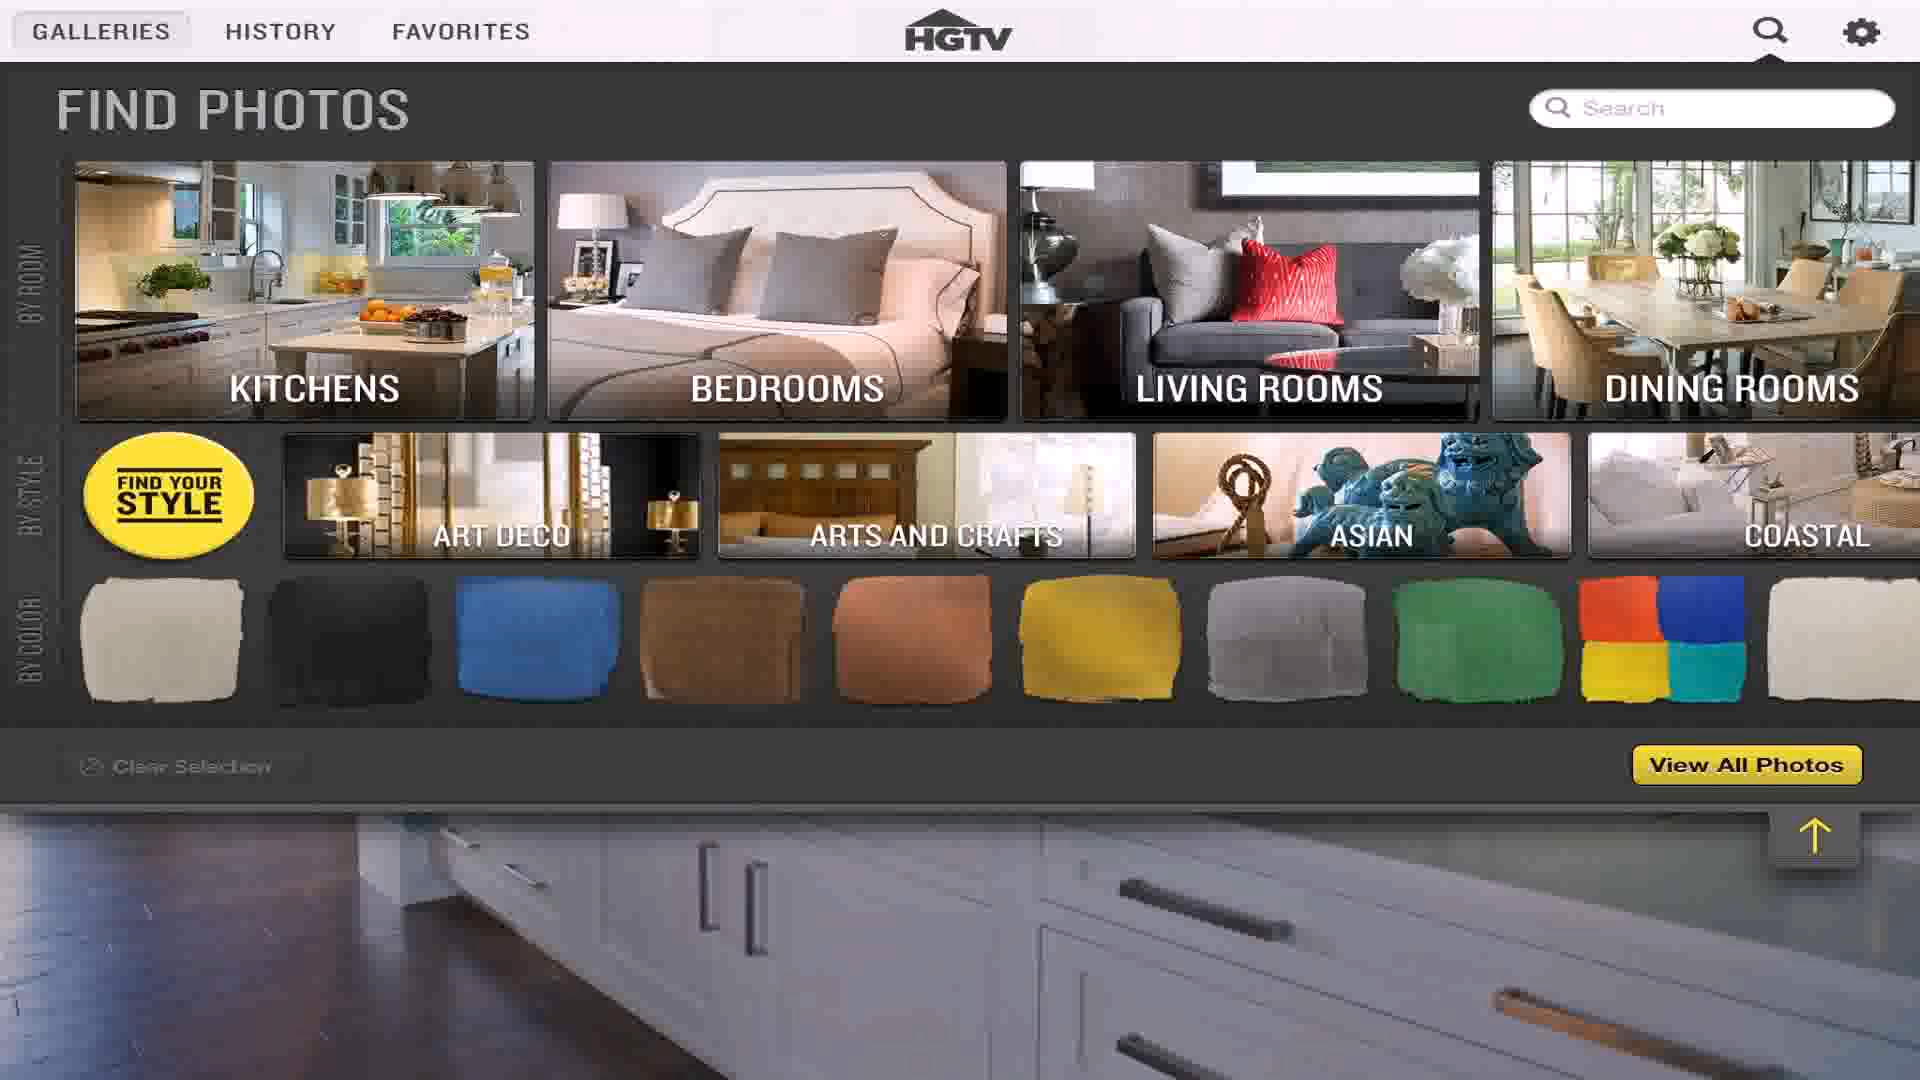 GALLERIES
HISTORY
FAVORITES
HGTV
FIND PHOTOS
Search
BY ROOM
KITCHENS
BEDROOMS
LIVING ROOMS
DINING ROOMS
BY STYLE
FIND YOUR
STYLE
ART DECO
ARTS AND CRAFTS
ASIAN
COASTAL
BY COLOR
Clear Selection
View All Photos